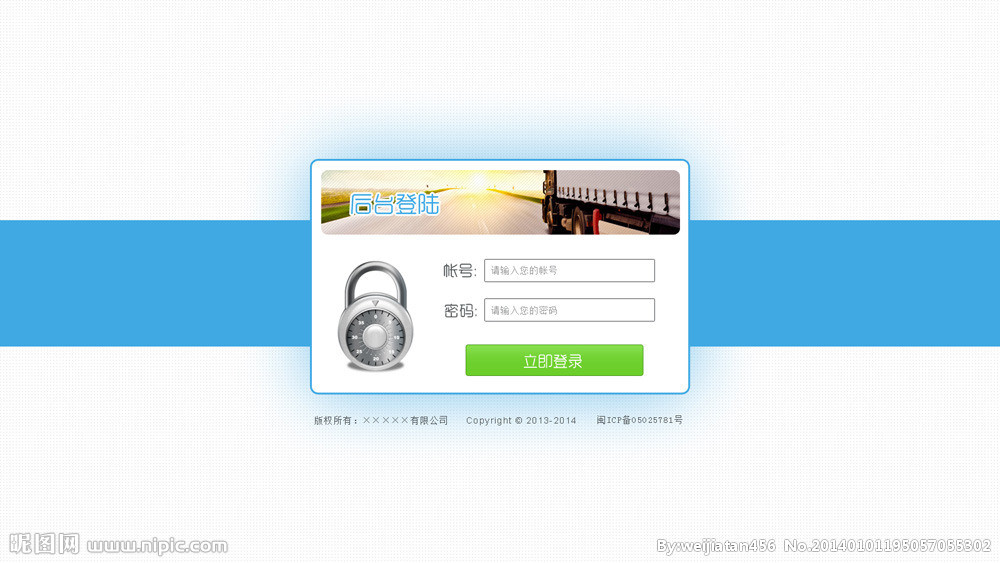 后台登陆
帐号: 请输入您的帐号
密码: 请输入您的密码
立即登录
版权所有：×××××有限公司 Copyright © 2013-2014 闽ICP备05025781号
昵图网 www.nipic.com By:weijiatan456 No.20140101195057055302